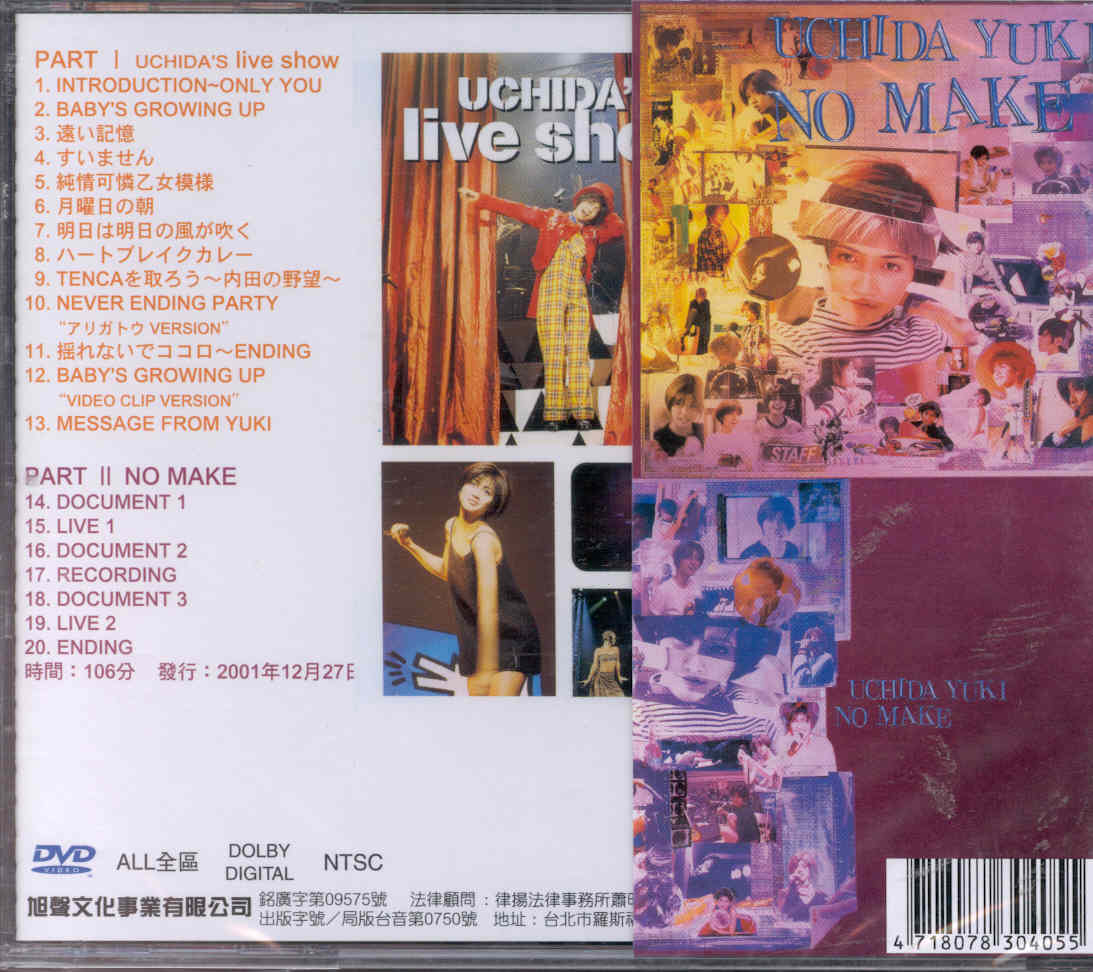 PART Ⅰ UCHIDA'S live show
1. INTRODUCTION~ONLY YOU
2. BABY'S GROWING UP
3. 遠い記憶
4. すいません
5. 純情可憐乙女模様
6. 月曜日の朝
7. 明日は明日の風が吹く
8. ハートブレイクカレー
9. TENCAを取ろう～内田の野望～
10. NEVER ENDING PARTY
“アリガトウ VERSION”
11. 揺れないでココロ～ENDING
12. BABY'S GROWING UP
“VIDEO CLIP VERSION”
13. MESSAGE FROM YUKI
PART Ⅱ NO MAKE
14. DOCUMENT 1
15. LIVE 1
16. DOCUMENT 2
17. RECORDING
18. DOCUMENT 3
19. LIVE 2
20. ENDING
時間：106分 發行：2001年12月27日
DVD
VIDEO
ALL全區
DOLBY
DIGITAL
NTSC
旭聲文化事業有限公司
銘廣字第09575號 法律顧問：律揚法律事務所蕭
出版字號／局版台音第0750號 地址：台北市羅斯福
UCHIDA'
live sho
UCHIDA YUKI
NO MAKE
STAFF
UCHIDA YUKI
NO MAKE
4 718078 304055